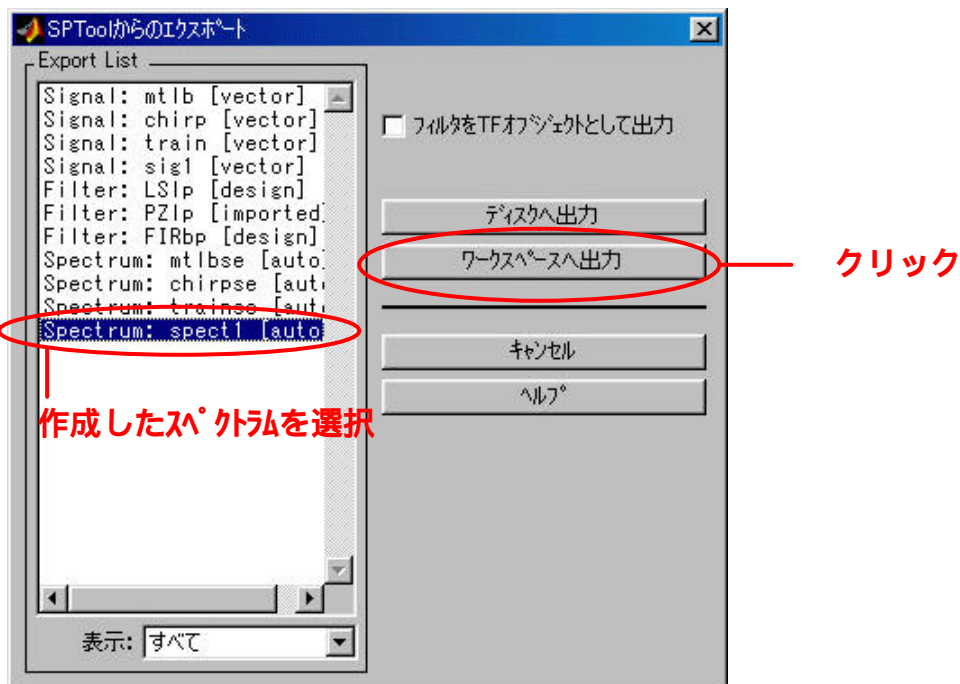 SPToolからのｴｸｽﾎﾟｰﾄ
Export List
Signal: mtlb [vector]
Signal: chirp [vector]
Signal: train [vector]
Signal: sig1 [vector]
Filter: LSlp [design]
Filter: PZlp [imported]
Filter: FIRbp [design]
Spectrum: mtlbse [auto]
Spectrum: chirpse [aut
Spectrum: trainse [aut
Spectrum: spect1 [auto
作成したｽﾍﾟｸﾄﾗﾑを選択
表示: すべて
ﾌｨﾙﾀをTFｵﾌﾞｼﾞｪｸﾄとして出力
ﾃﾞｨｽｸへ出力
ﾜｰｸｽﾍﾟｰｽへ出力
クリック
ｷｬﾝｾﾙ
ﾍﾙﾌﾟ